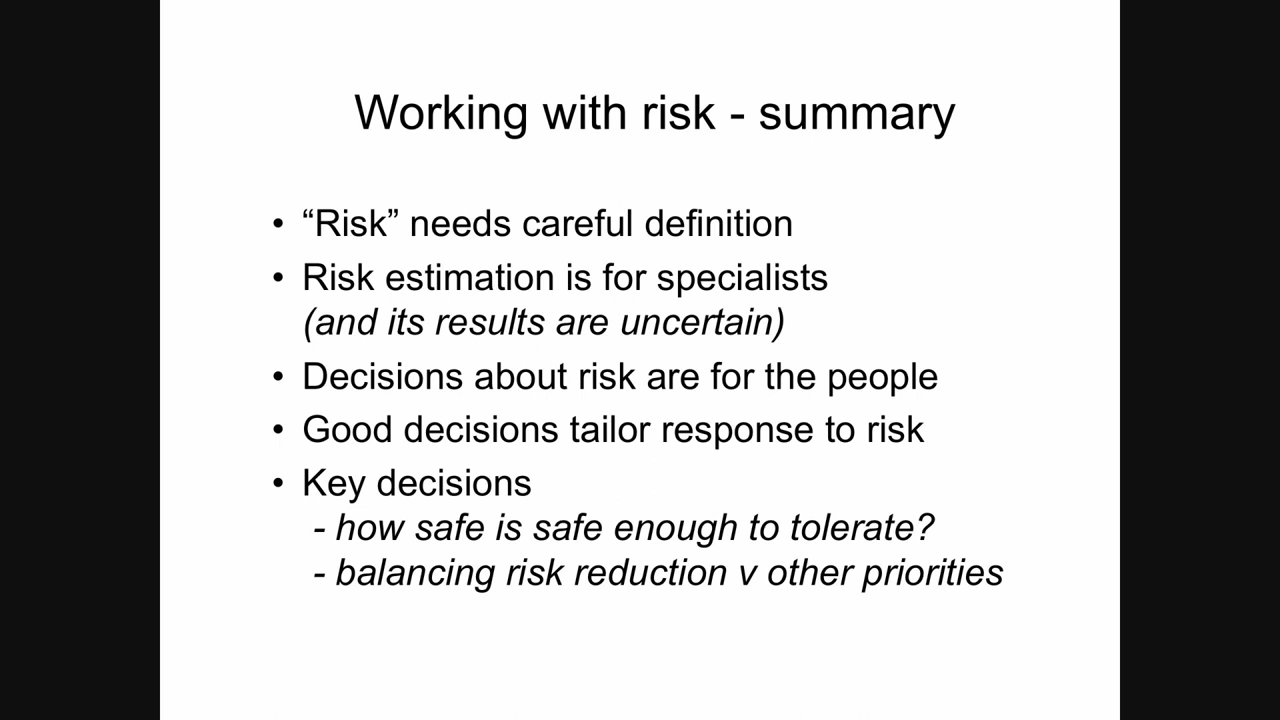 Working with risk - summary
• “Risk” needs careful definition
• Risk estimation is for specialists
(and its results are uncertain)
• Decisions about risk are for the people
• Good decisions tailor response to risk
• Key decisions
- how safe is safe enough to tolerate?
- balancing risk reduction v other priorities